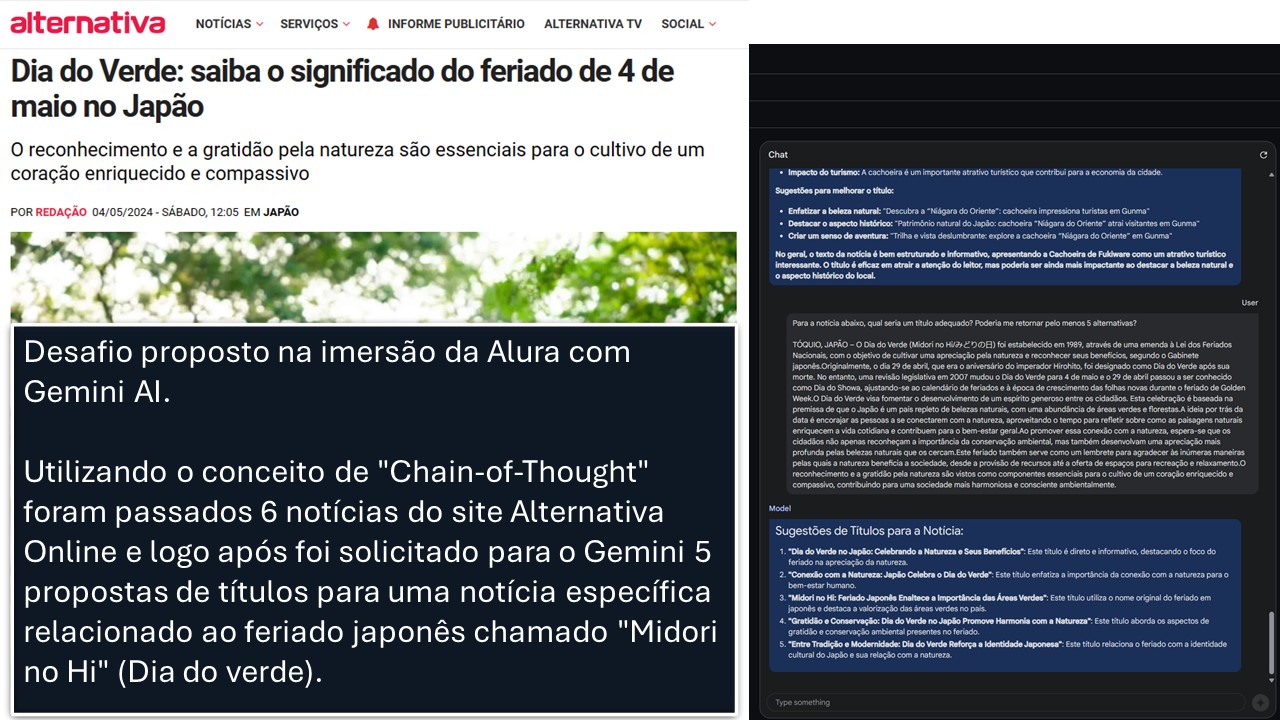 alternativa
NOTÍCIAS SERVIÇOS INFORME PUBLICITÁRIO ALTERNATIVA TV SOCIAL
Dia do Verde: saiba o significado do feriado de 4 de
maio no Japão
O reconhecimento e a gratidão pela natureza são essenciais para o cultivo de um
coração enriquecido e compassivo
POR REDAÇÃO 04/05/2024 - SÁBADO, 12:05 EM JAPÃO
Desafio proposto na imersão da Alura com
Gemini AI.
Utilizando o conceito de "Chain-of-Thought"
foram passados 6 notícias do site Alternativa
Online e logo após foi solicitado para o Gemini 5
propostas de títulos para uma notícia específica
relacionado ao feriado japonês chamado "Midori
no Hi" (Dia do verde).
Chat
• Impacto do turismo: A cachoeira é um importante atrativo turístico que contribui para a economia da cidade.
Sugestões para melhorar o título:
• Enfatizar a beleza natural: "Descubra a "Niágara do Oriente": cachoeira impressiona turistas em Gunma"
• Destacar o aspecto histórico: "Patrimônio natural do Japão: cachoeira "Niágara do Oriente" atrai visitantes em Gunma"
• Criar um senso de aventura: "Trilha e vista deslumbrante: explore a cachoeira "Niágara do Oriente" em Gunma"
No geral, o texto da notícia é bem estruturado e informativo, apresentando a Cachoeira de Fukiware como um atrativo turístico
interessante. O título é eficaz em atrair a atenção do leitor, mas poderia ser ainda mais impactante ao destacar a beleza natural e
o aspecto histórico do local.
User
Para a notícia abaixo, qual seria um título adequado? Poderia me retornar pelo menos 5 alternativas?
TÓQUIO, JAPÃO – O Dia do Verde (Midori no Hi/みどりの日) foi estabelecido em 1989, através de uma emenda à Lei dos Feriados
Nacionais, com o objetivo de cultivar uma apreciação pela natureza e reconhecer seus benefícios, segundo o Gabinete
japonês.Originalmente, o dia 29 de abril, que era o aniversário do imperador Hirohito, foi designado como Dia do Verde após sua
morte. No entanto, uma revisão legislativa em 2007 mudou o Dia do Verde para 4 de maio e o 29 de abril passou a ser conhecido
como Dia do Showa, ajustando-se ao calendário de feriados e à época de crescimento das folhas novas durante o feriado de Golden
Week.O Dia do Verde visa fomentar o desenvolvimento de um espírito generoso entre os cidadãos. Esta celebração é baseada na
premissa de que o Japão é um país repleto de belezas naturais, com uma abundância de áreas verdes e florestas.A ideia por trás da
data é encorajar as pessoas a se conectarem com a natureza, aproveitando o tempo para refletir sobre como as paisagens naturais
enriquecem a vida cotidiana e contribuem para o bem-estar geral.Ao promover essa conexão com a natureza, espera-se que os
cidadãos não apenas reconheçam a importância da conservação ambiental, mas também desenvolvam uma apreciação mais
profunda pelas belezas naturais que os cercam.Este feriado também serve como um lembrete para agradecer às inúmeras maneiras
pelas quais a natureza beneficia a sociedade, desde a provisão de recursos até a oferta de espaços para recreação e relaxamento.O
reconhecimento e a gratidão pela natureza são vistos como componentes essenciais para o cultivo de um coração enriquecido e
compassivo, contribuindo para uma sociedade mais harmoniosa e consciente ambientalmente.
Model
Sugestões de Títulos para a Notícia:
1. "Dia do Verde no Japão: Celebrando a Natureza e Seus Benefícios": Este título é direto e informativo, destacando o foco do
feriado na apreciação da natureza.
2. "Conexão com a Natureza: Japão Celebra o Dia do Verde": Este título enfatiza a importância da conexão com a natureza para o
bem-estar humano.
3. "Midori no Hi: Feriado Japonês Enaltece a Importância das Áreas Verdes": Este título utiliza o nome original do feriado em
japonês e destaca a valorização das áreas verdes no país.
4. "Gratidão e Conservação: Dia do Verde no Japão Promove Harmonia com a Natureza": Este título aborda os aspectos de
gratidão e conservação ambiental presentes no feriado.
5. "Entre Tradição e Modernidade: Dia do Verde Reforça a Identidade Japonesa": Este título relaciona o feriado com a identidade
cultural do Japão e sua relação com a natureza.
Type something